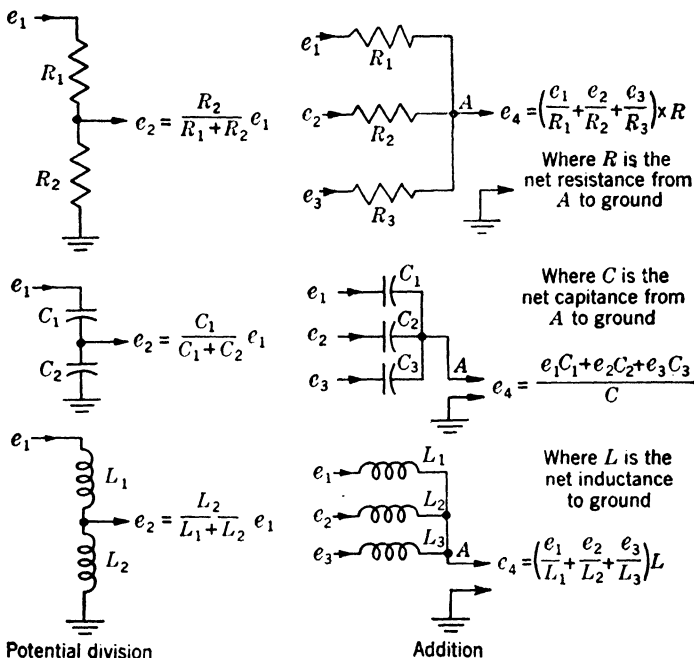 e₁
R₁
e₂ = R₂/(R₁+R₂) e₁
R₂
e₁
R₁
e₂
R₂
e₃
R₃
A
e₄ = (e₁/R₁ + e₂/R₂ + e₃/R₃) × R
Where R is the
net resistance from
A to ground
e₁
C₁
e₂ = C₁/(C₁+C₂) e₁
C₂
e₁
C₁
e₂
C₂
e₃
C₃
A
Where C is the
net capitance from
A to ground
e₄ = (e₁C₁+e₂C₂+e₃C₃)/C
e₁
L₁
e₂ = L₂/(L₁+L₂) e₁
L₂
e₁
L₁
e₂
L₂
e₃
L₃
A
Where L is the
net inductance
to ground
e₄ = (e₁/L₁ + e₂/L₂ + e₃/L₃) L
Potential division
Addition